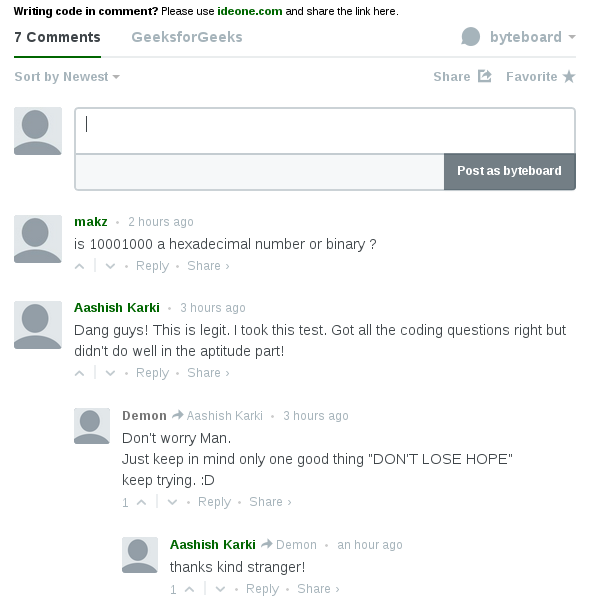 Writing code in comment? Please use ideone.com and share the link here.
7 Comments GeeksforGeeks byteboard
Sort by Newest Share Favorite
Post as byteboard
makz • 2 hours ago
is 10001000 a hexadecimal number or binary ?
• Reply • Share ›
Aashish Karki • 3 hours ago
Dang guys! This is legit. I took this test. Got all the coding questions right but
didn't do well in the aptitude part!
• Reply • Share ›
Demon Aashish Karki • 3 hours ago
Don't worry Man.
Just keep in mind only one good thing "DON'T LOSE HOPE"
keep trying. :D
1 • Reply • Share ›
Aashish Karki Demon • an hour ago
thanks kind stranger!
1 • Reply • Share ›